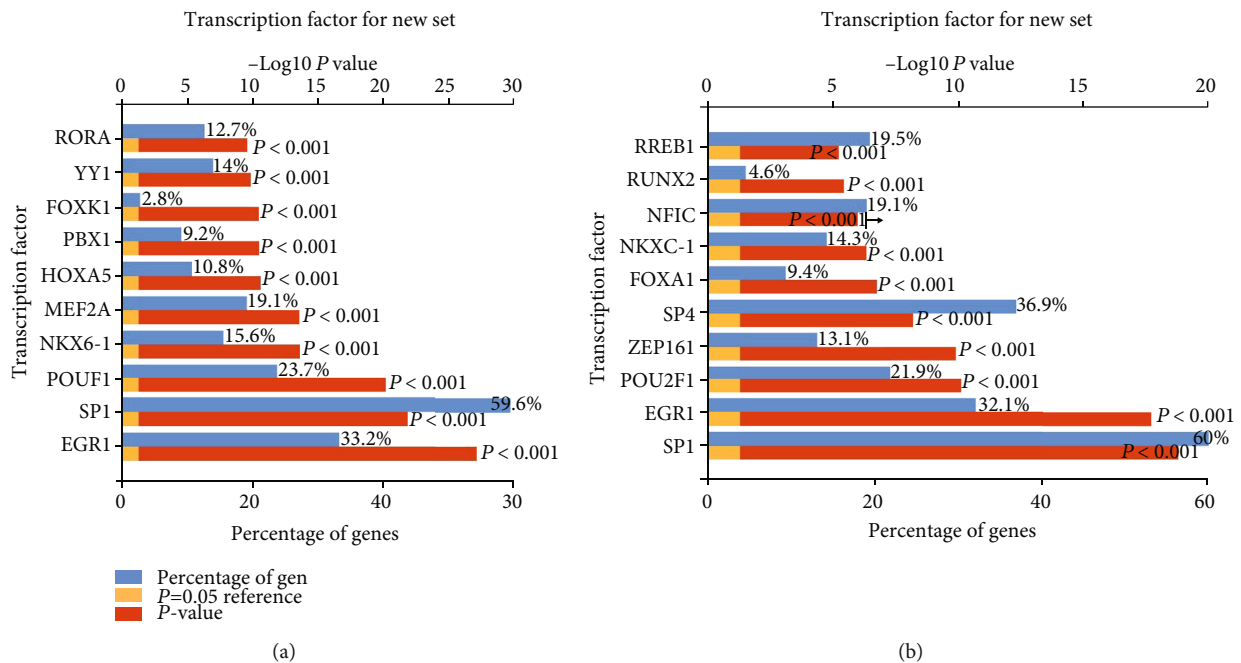 Transcription factor for new set
–Log10 P value
0 5 10 15 20 25 30
RORA 12.7% P < 0.001
YY1 14% P < 0.001
FOXK1 2.8% P < 0.001
PBX1 9.2% P < 0.001
HOXA5 10.8% P < 0.001
MEF2A 19.1% P < 0.001
NKX6-1 15.6% P < 0.001
POUF1 23.7% P < 0.001
SP1 59.6% P < 0.001
EGR1 33.2% P < 0.001
Transcription factor
0 20 40 30
Percentage of genes
Percentage of gen
P=0.05 reference
P-value
(a)
Transcription factor for new set
–Log10 P value
0 5 10 15 20
RREB1 19.5% P < 0.001
RUNX2 4.6% P < 0.001
NFIC 19.1% P < 0.001
NKXC-1 14.3% P < 0.001
FOXA1 9.4% P < 0.001
SP4 36.9% P < 0.001
ZEP161 13.1% P < 0.001
POU2F1 21.9% P < 0.001
EGR1 32.1% P < 0.001
SP1 60% P < 0.001
Transcription factor
0 20 40 60
Percentage of genes
(b)